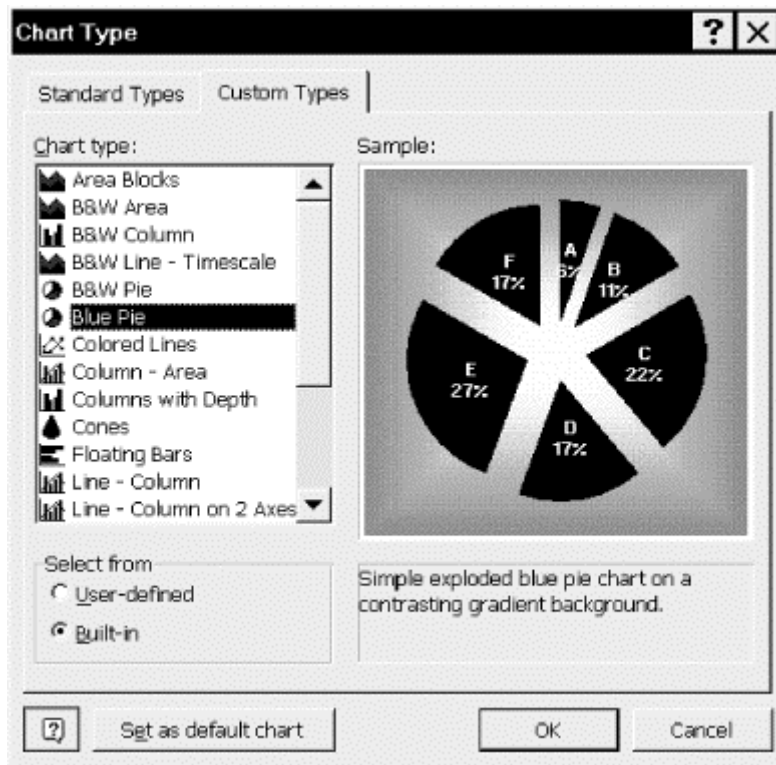 Chart Type
Standard Types
Custom Types
Chart type:
Area Blocks
B&W Area
B&W Column
B&W Line - Timescale
B&W Pie
Blue Pie
Colored Lines
Column - Area
Columns with Depth
Cones
Floating Bars
Line - Column
Line - Column on 2 Axes
Select from
User-defined
Built-in
Sample:
A
6%
B
11%
C
22%
D
17%
E
27%
F
17%
Simple exploded blue pie chart on a
contrasting gradient background.
Set as default chart
OK
Cancel